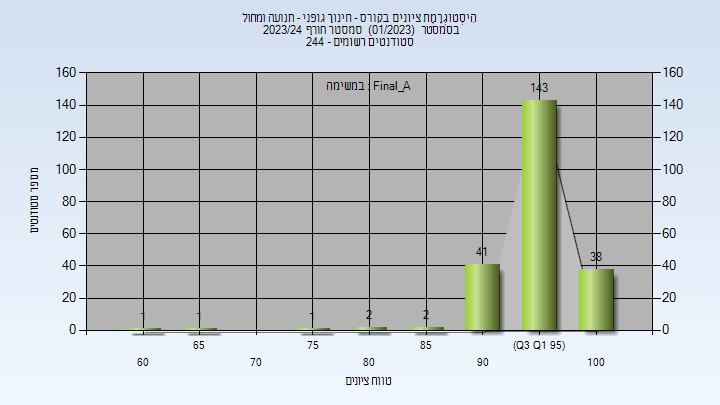 היסטוגרמת ציונים בקורס - חינוך גופני - תנועה ומחול
בסמסטר (01/2023) סמסטר חורף 2023/24
סטודנטים רשומים - 244
במשימה : Final_A
מספר סטודנטים
160 160
140 140
120 120
100 100
80 80
60 60
40 40
20 20
0 0
1 1 1 2 2 41 143 38
60 65 70 75 80 85 90 (Q3 Q1 95) 100
טווח ציונים